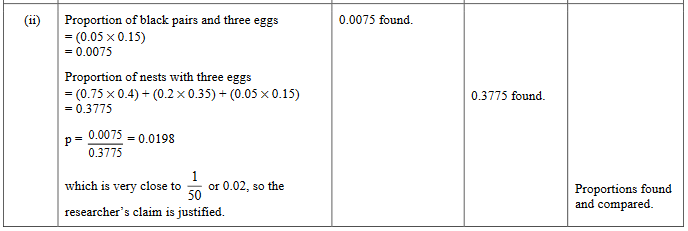 (ii) Proportion of black pairs and three eggs 0.0075 found.
= (0.05 × 0.15)
= 0.0075
Proportion of nests with three eggs
= (0.75 × 0.4) + (0.2 × 0.35) + (0.05 × 0.15) 0.3775 found.
= 0.3775
p = 0.0075 / 0.3775 = 0.0198
which is very close to 1/50 or 0.02, so the
researcher's claim is justified.
Proportions found
and compared.